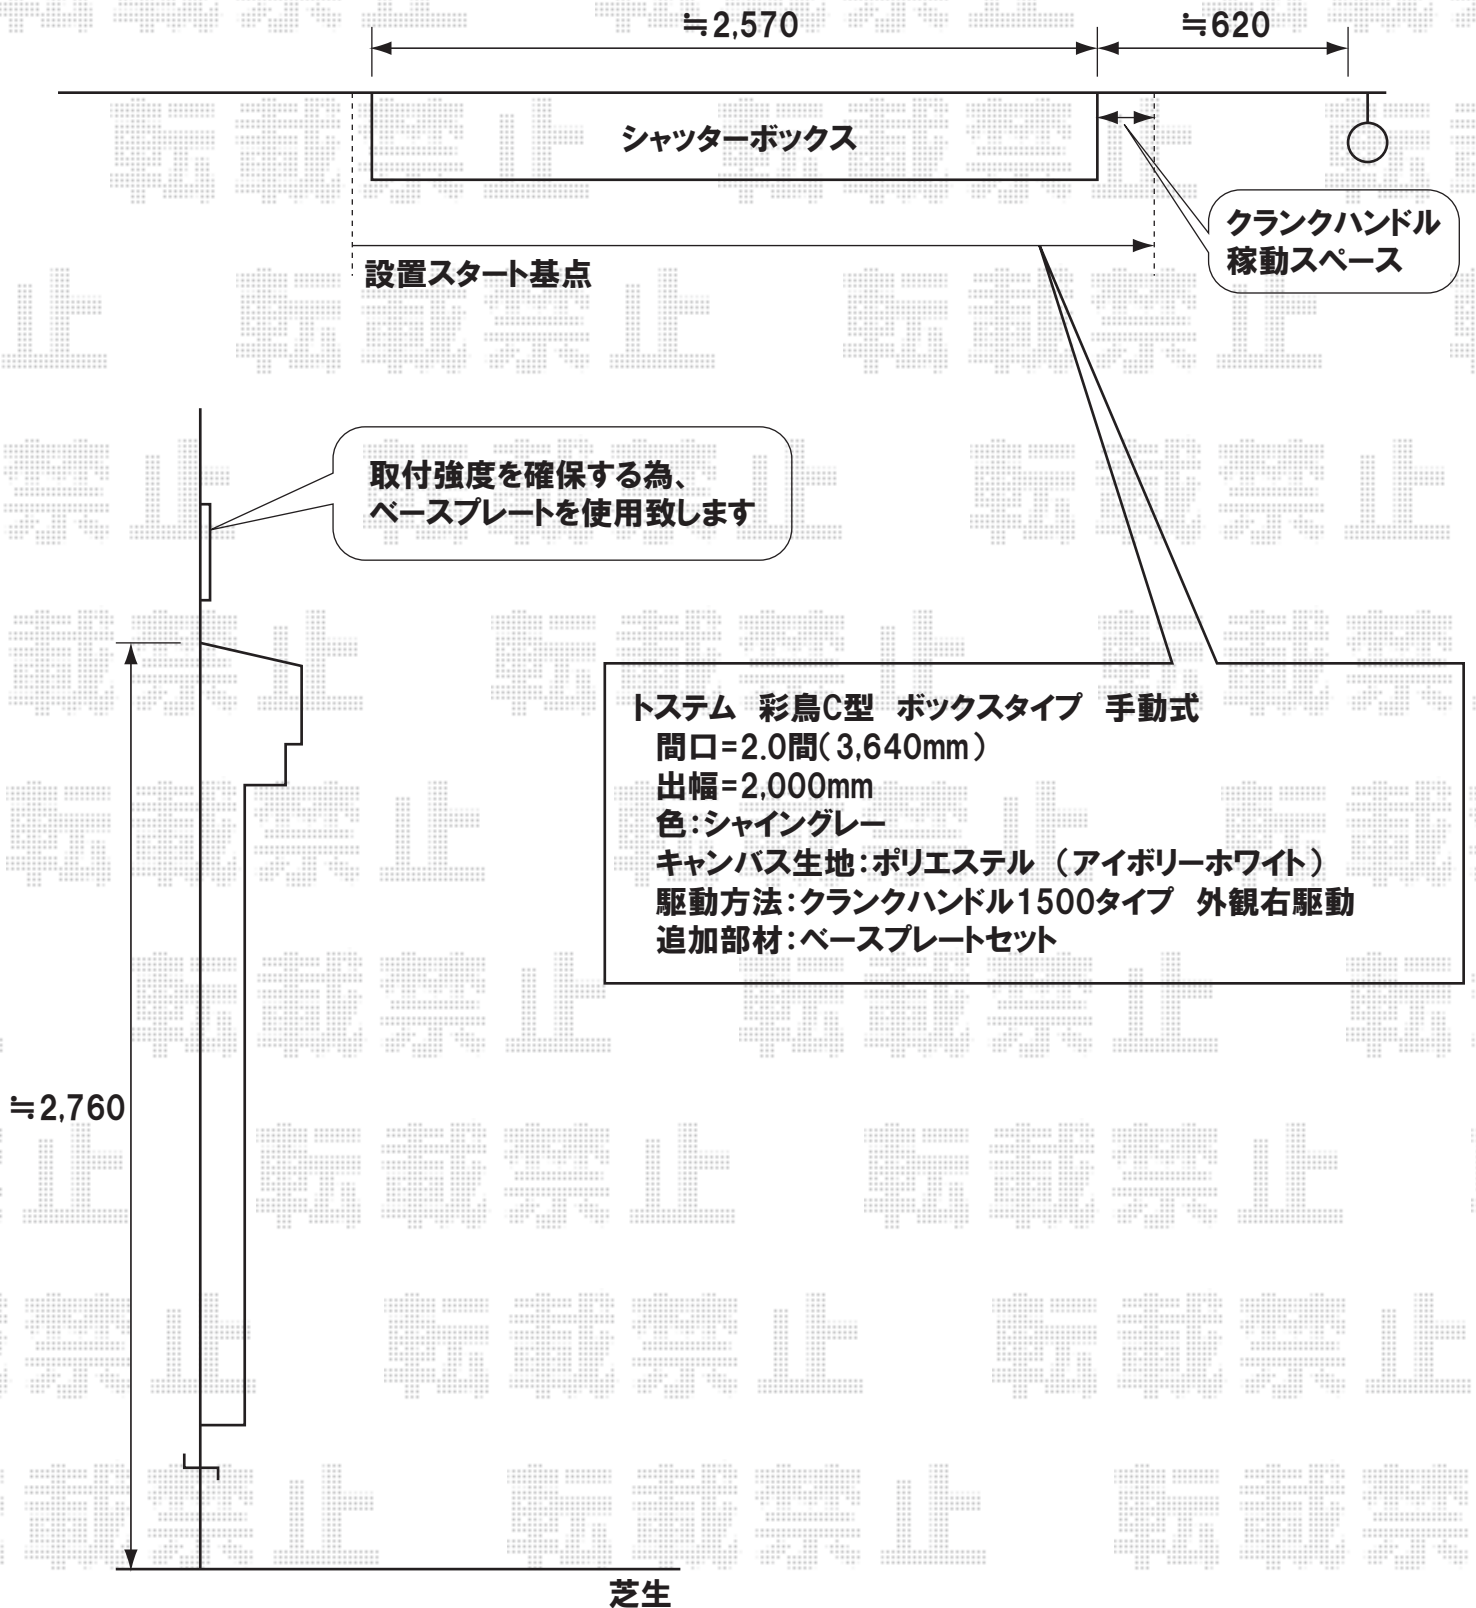 ≒2,570
≒620
シャッターボックス
クランクハンドル
稼動スペース
設置スタート基点
取付強度を確保する為、
ベースプレートを使用致します
トステム 彩鳥C型 ボックスタイプ 手動式
間口=2.0間(3,640mm)
出幅=2,000mm
色:シャイングレー
キャンバス生地:ポリエステル (アイボリーホワイト)
駆動方法:クランクハンドル1500タイプ 外観右駆動
追加部材:ベースプレートセット
≒2,760
芝生
転載禁止